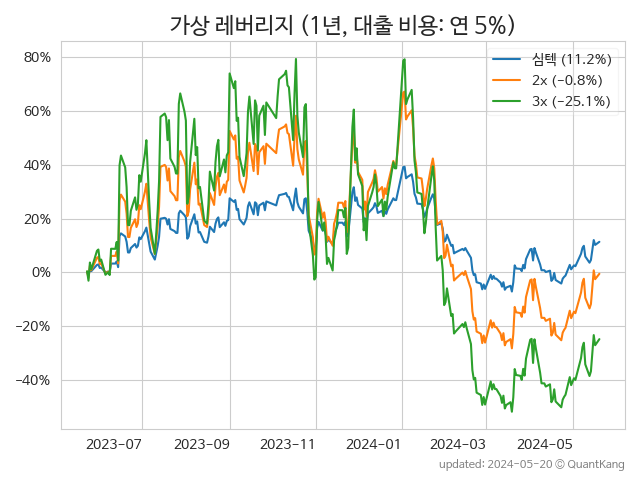 가상 레버리지 (1년, 대출 비용: 연 5%)
80%
60%
40%
20%
0%
−20%
−40%
심텍 (11.2%)
2x (−0.8%)
3x (−25.1%)
2023-07
2023-09
2023-11
2024-01
2024-03
2024-05
updated: 2024-05-20 © QuantKang